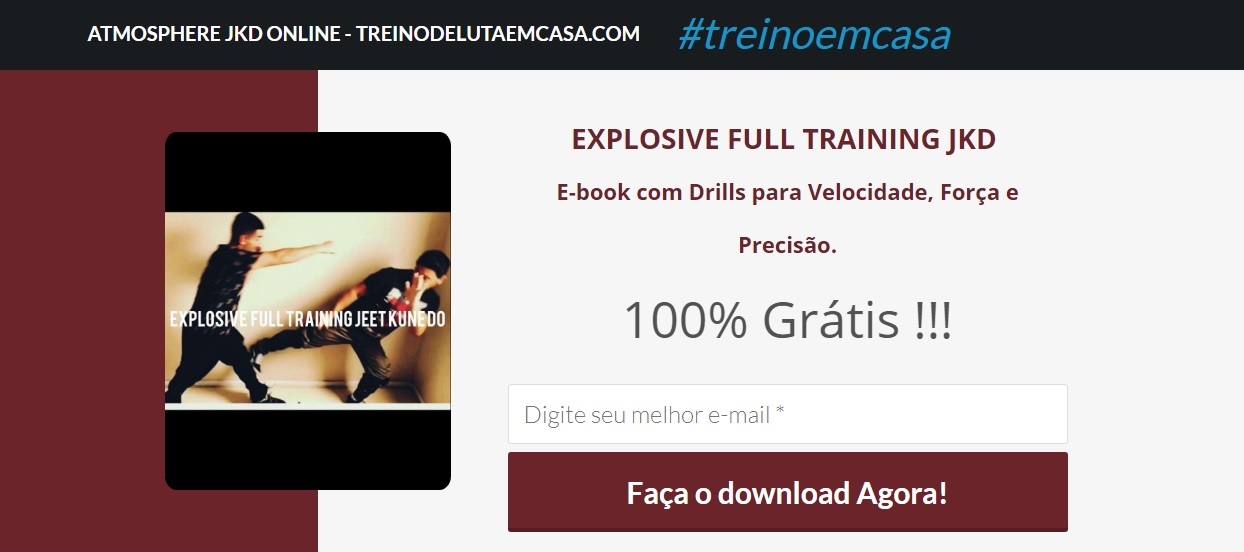 ATMOSPHERE JKD ONLINE - TREINODELUTAEMCASA.COM #treinoemcasa
EXPLOSIVE FULL TRAINING JEET KUNE DO
EXPLOSIVE FULL TRAINING JKD
E-book com Drills para Velocidade, Força e
Precisão.
100% Grátis !!!
Digite seu melhor e-mail *
Faça o download Agora!